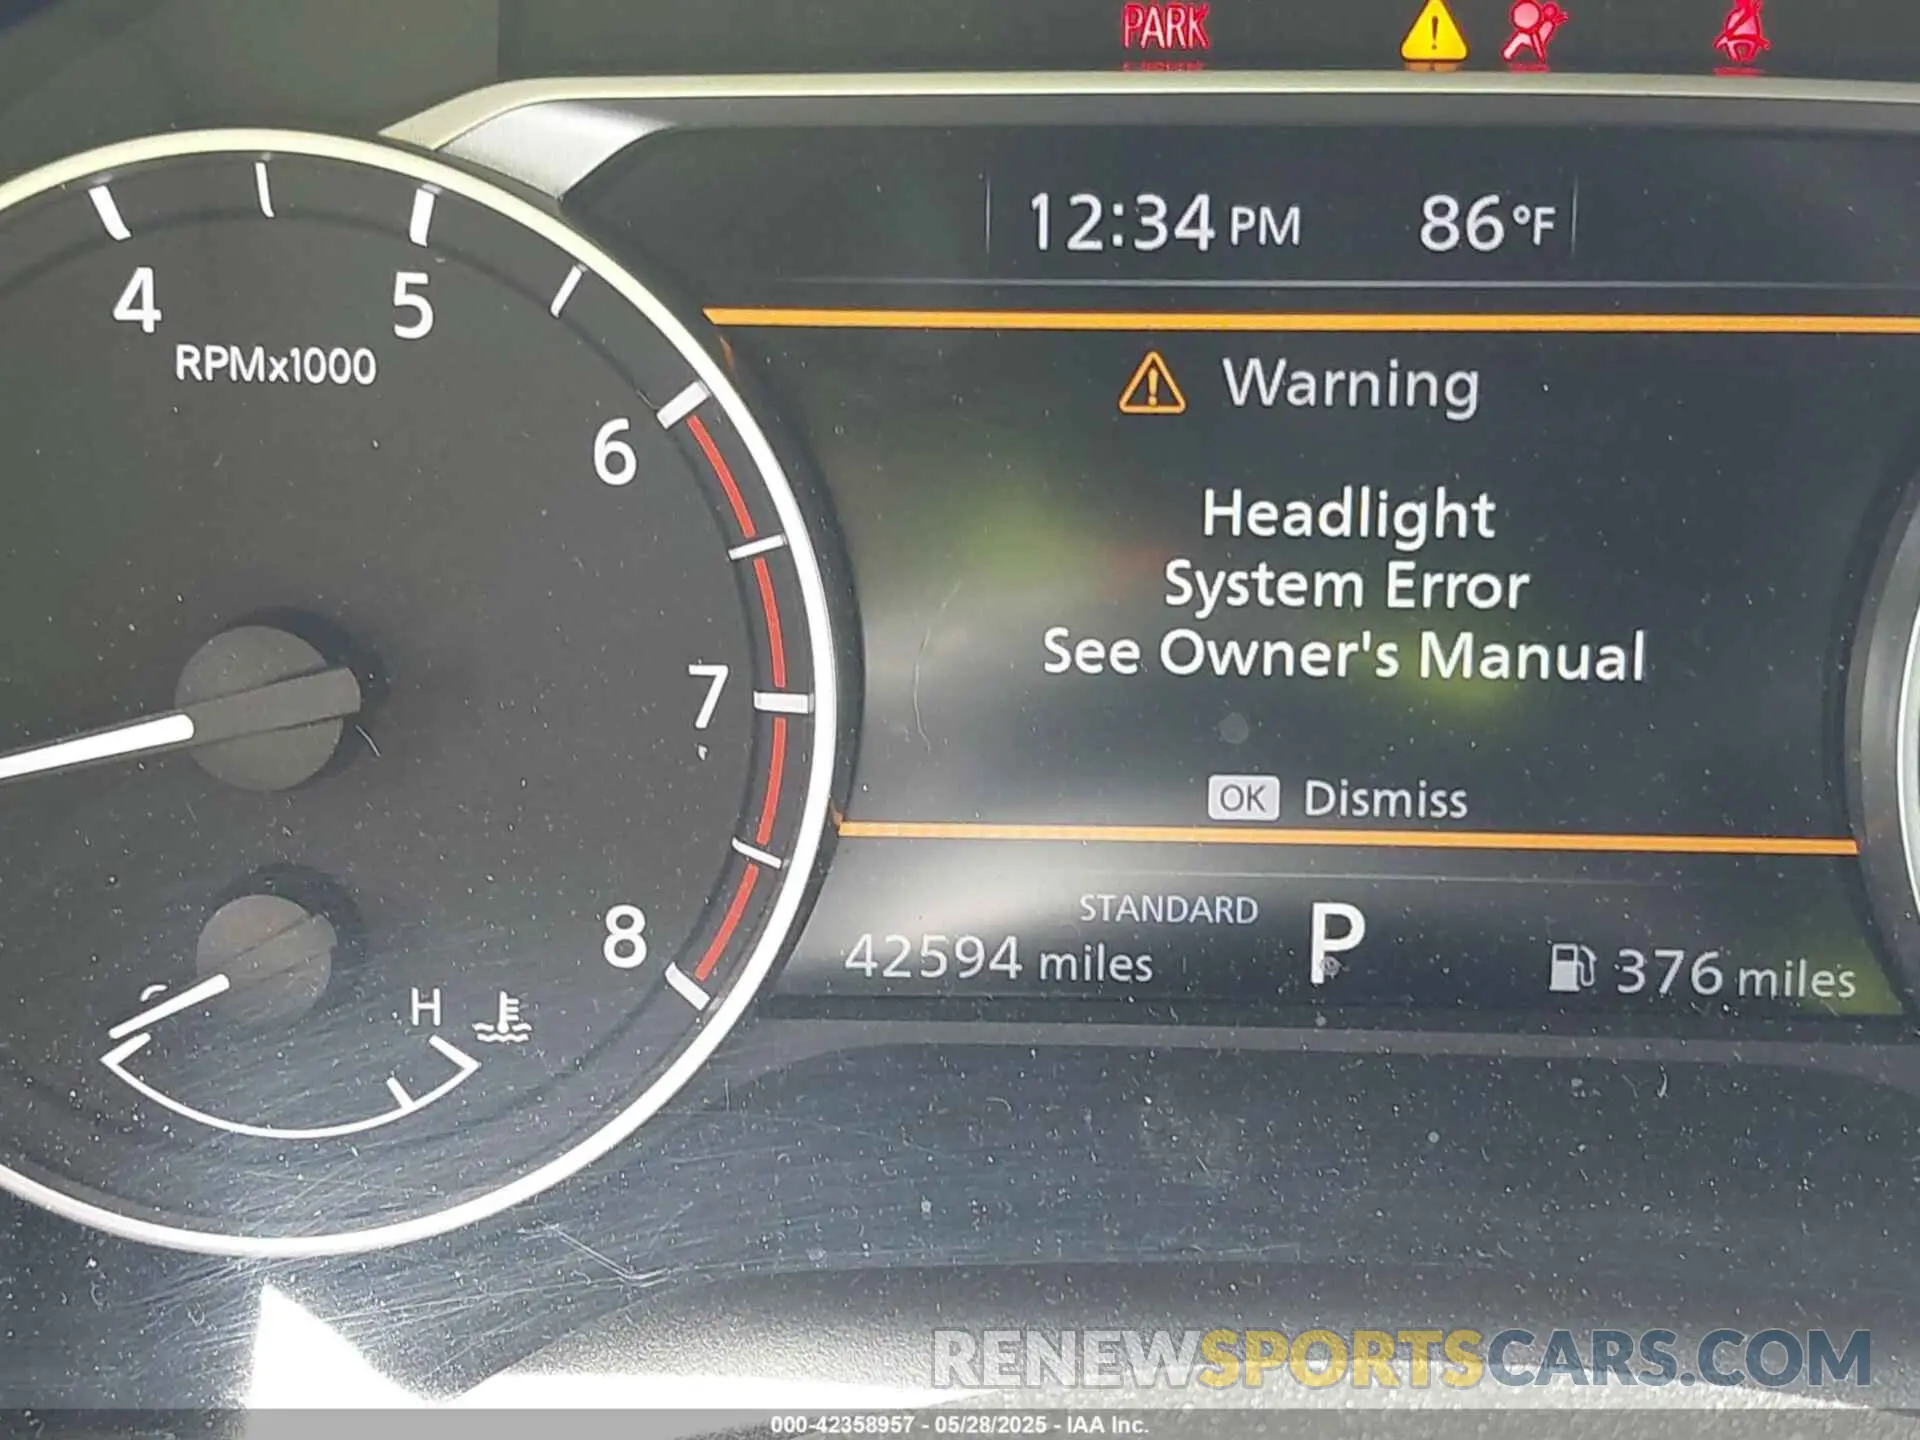 PARK
12:34 PM 86°F
4
5
RPMx1000
Warning
6
Headlight
System Error
See Owner's Manual
7
OK Dismiss
8
STANDARD
42594 miles
P
376 miles
H
RENEWSPORTSCARS.COM
000-42358957 - 05/28/2025 - IAA Inc.